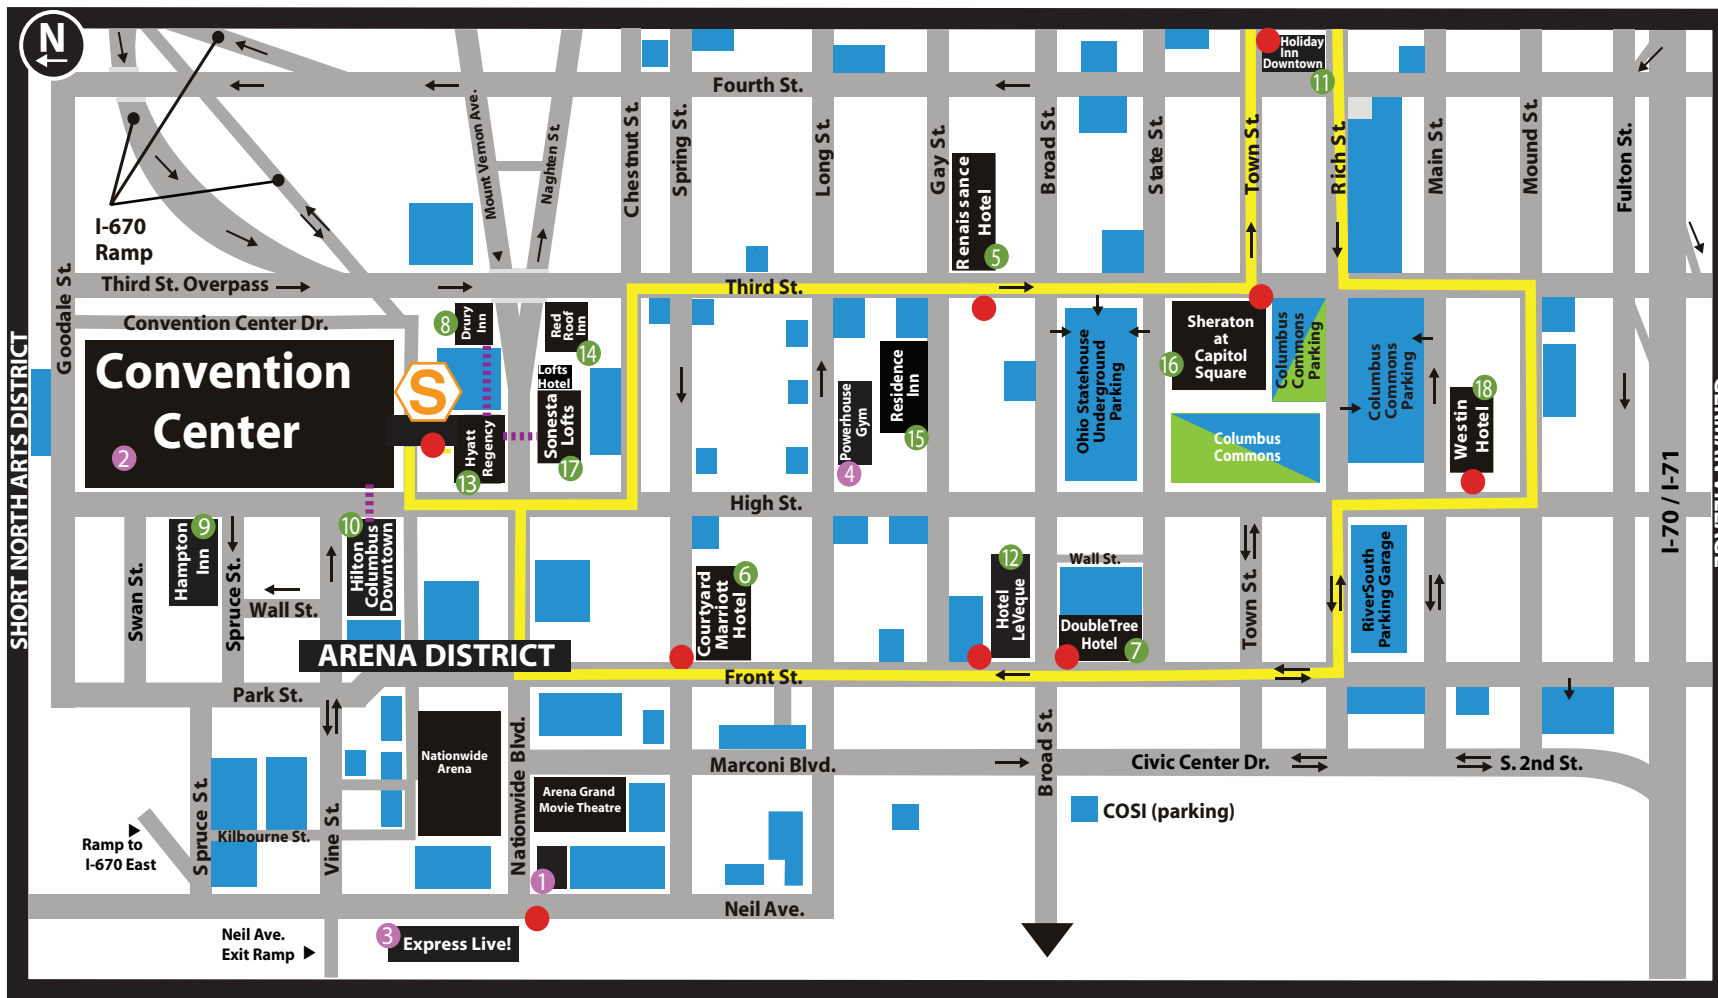 N
Holiday
Inn
Downtown
11
Fourth St.
Mount Vernon Ave.
Naghten St.
Chestnut St.
Spring St.
Long St.
Gay St.
Broad St.
State St.
Town St.
Rich St.
Main St.
Mound St.
Fulton St.
Renaissance
Hotel
5
I-670
Ramp
Goodale St.
Third St. Overpass
Third St.
Convention Center Dr.
Convention
Center
2
S
8
Drury
Inn
Red
Roof
Inn
14
Lofts
Hotel
Sonesta
Lofts
17
Hyatt
Regency
13
Powerhouse
Gym
4
Residence
Inn
15
Ohio Statehouse
Underground
Parking
Sheraton
at
Capitol
Square
16
Columbus
Commons
Parking
Columbus
Commons
Columbus
Commons
Parking
18
Westin
Hotel
SHORT NORTH ARTS DISTRICT
I-70 / I-71
High St.
9
Hampton
Inn
10
Hilton
Columbus
Downtown
Swan St.
Spruce St.
Wall St.
6
Courtyard
Marriott
Hotel
12
Hotel
LeVeque
Wall St.
DoubleTree
Hotel
7
Town St.
RiverSouth
Parking Garage
ARENA DISTRICT
Front St.
Park St.
Nationwide
Arena
Nationwide Blvd.
Marconi Blvd.
Broad St.
Civic Center Dr.
S. 2nd St.
Arena Grand
Movie Theatre
COSI (parking)
Spruce St.
Kilbourne St.
Vine St.
Ramp to
I-670 East
1
Neil Ave.
Neil Ave.
Exit Ramp
3
Express Live!